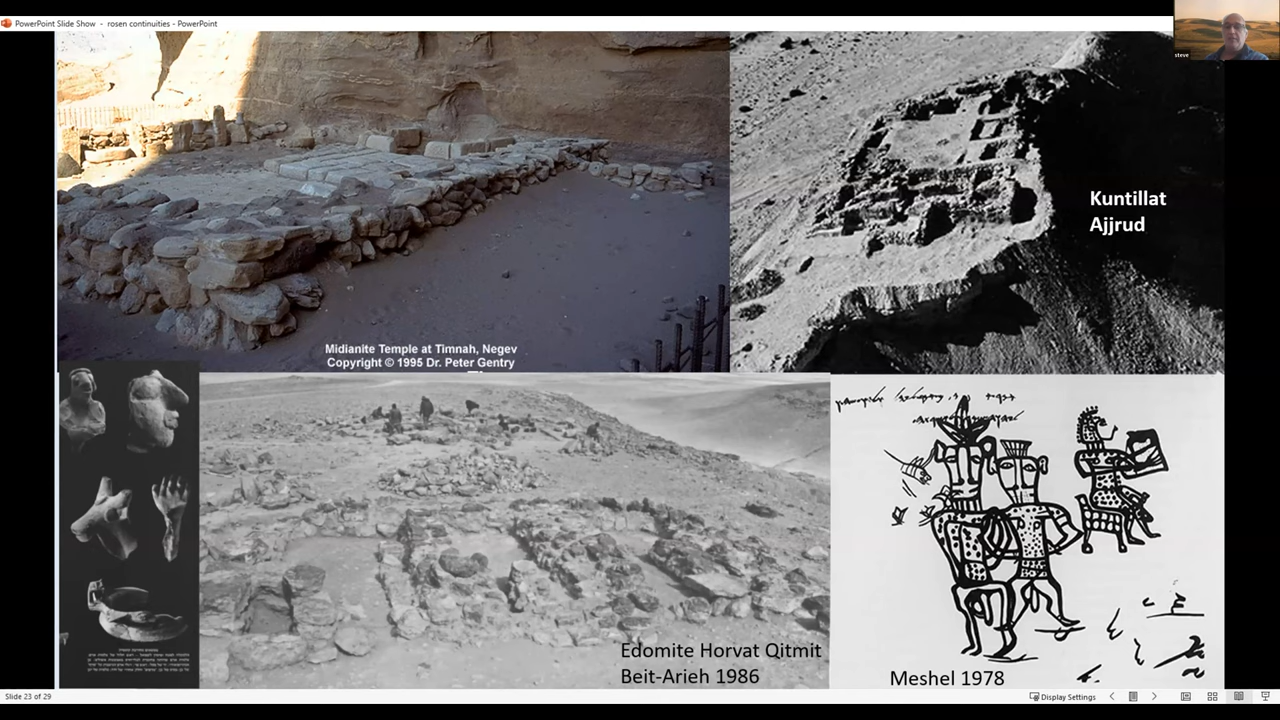 PowerPoint Slide Show - rosen continuities - PowerPoint
steve
Kuntillat
Ajjrud
Midianite Temple at Timnah, Negev
Copyright © 1995 Dr. Peter Gentry
Edomite Horvat Qitmit
Beit-Arieh 1986
Meshel 1978
Slide 23 of 29
Display Settings